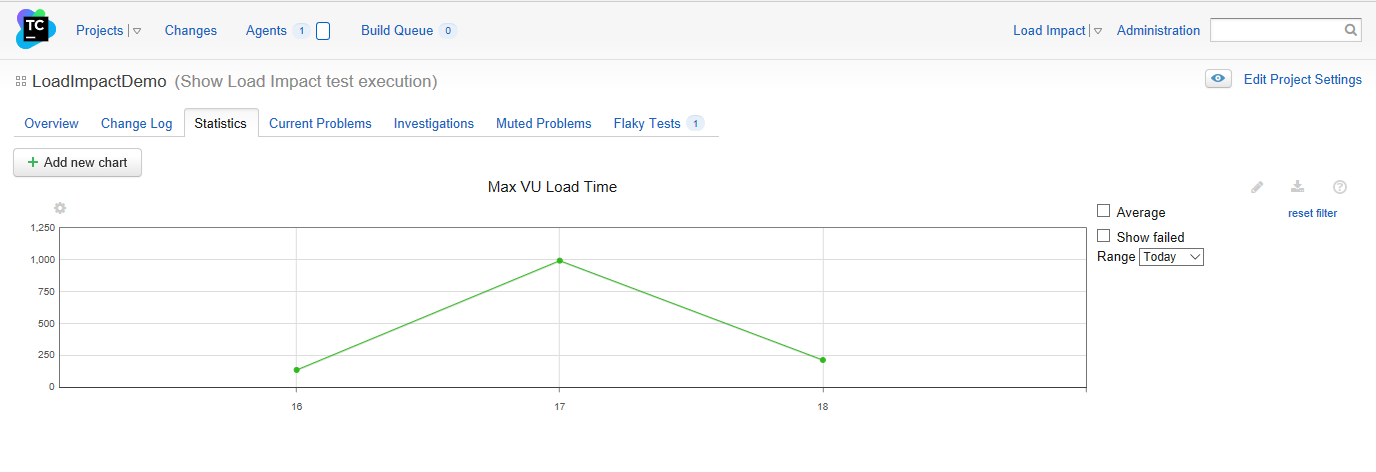 TC
Projects Changes Agents 1 Build Queue 0 Load Impact Administration
LoadImpactDemo (Show Load Impact test execution) Edit Project Settings
Overview Change Log Statistics Current Problems Investigations Muted Problems Flaky Tests 1
+ Add new chart
Max VU Load Time
Average
reset filter
Show failed
Range Today
1,250
1,000
750
500
250
0
16 17 18